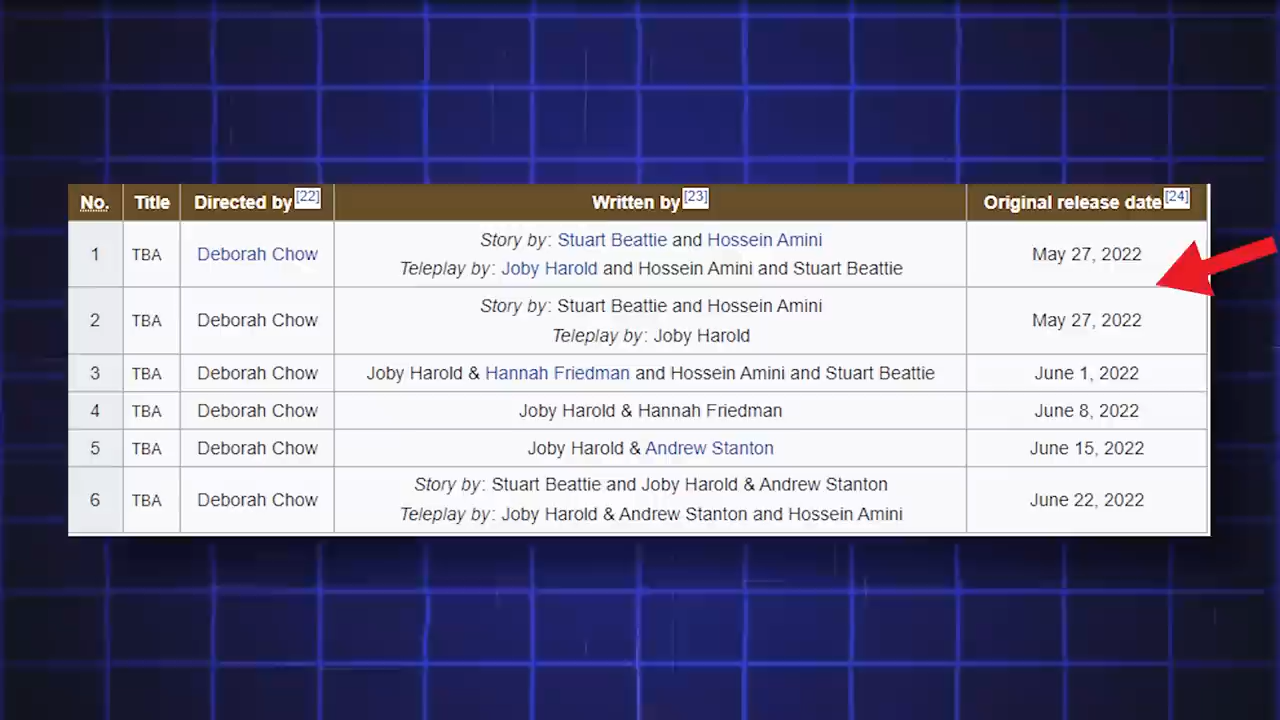 No. Title Directed by[22] Written by[23] Original release date[24]
1 TBA Deborah Chow Story by: Stuart Beattie and Hossein Amini May 27, 2022
Teleplay by: Joby Harold and Hossein Amini and Stuart Beattie
2 TBA Deborah Chow Story by: Stuart Beattie and Hossein Amini May 27, 2022
Teleplay by: Joby Harold
3 TBA Deborah Chow Joby Harold & Hannah Friedman and Hossein Amini and Stuart Beattie June 1, 2022
4 TBA Deborah Chow Joby Harold & Hannah Friedman June 8, 2022
5 TBA Deborah Chow Joby Harold & Andrew Stanton June 15, 2022
6 TBA Deborah Chow Story by: Stuart Beattie and Joby Harold & Andrew Stanton June 22, 2022
Teleplay by: Joby Harold & Andrew Stanton and Hossein Amini